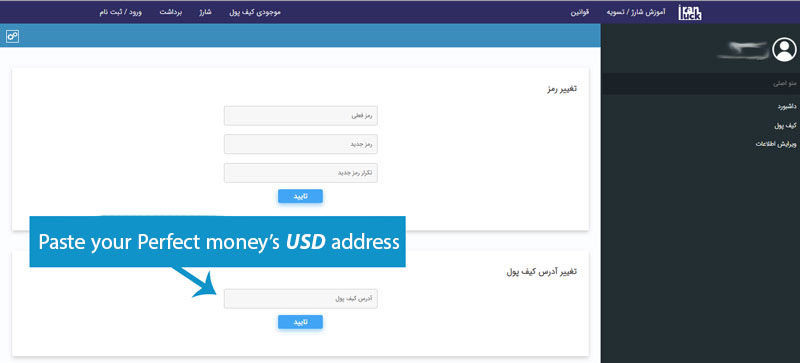 iran luck
آموزش شارژ / تسویه
قوانین
موجودی کیف پول
شارژ
برداشت
ورود / ثبت نام
منو اصلی
داشبورد
کیف پول
ویرایش اطلاعات
تغییر رمز
رمز فعلی
رمز جدید
تکرار رمز جدید
تایید
Paste your Perfect money's USD address
تغییر آدرس کیف پول
آدرس کیف پول
تایید